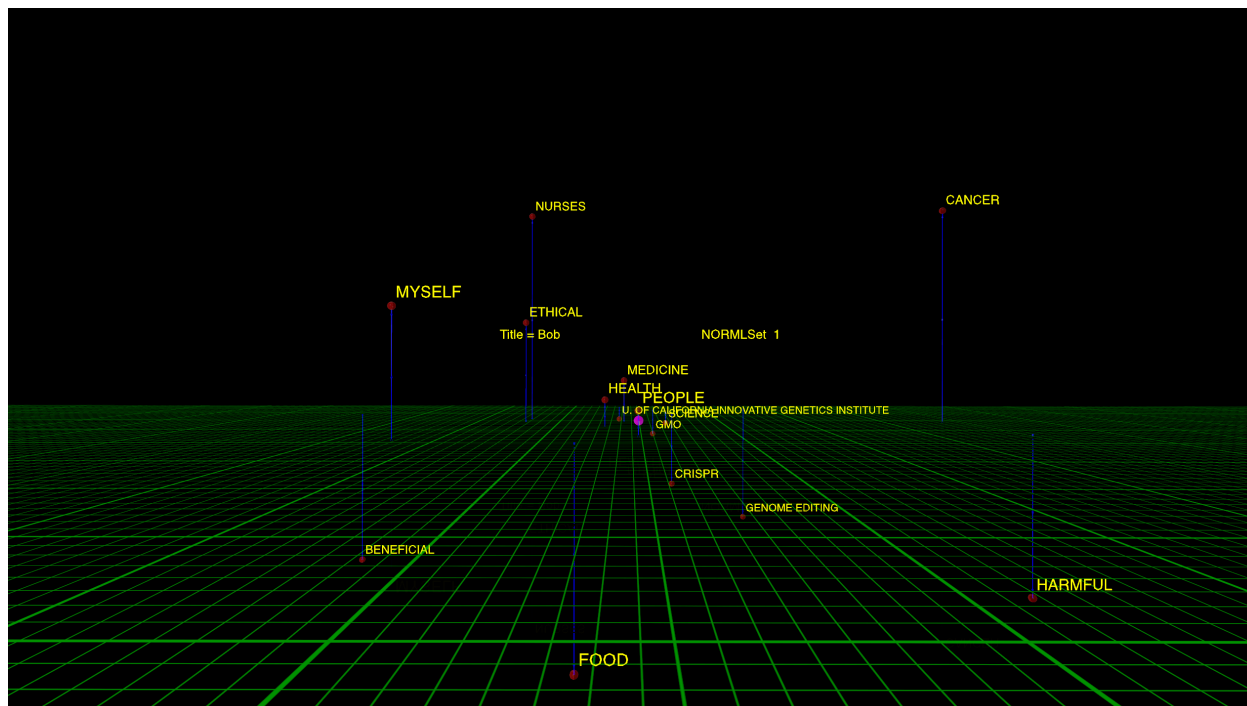 CANCER
NURSES
MYSELF
ETHICAL
Title = Bob
NORMLSet 1
MEDICINE
HEALTH
PEOPLE
U. OF CALIFORNIA INNOVATIVE GENETICS INSTITUTE
SCIENCE
GMO
CRISPR
GENOME EDITING
BENEFICIAL
HARMFUL
FOOD